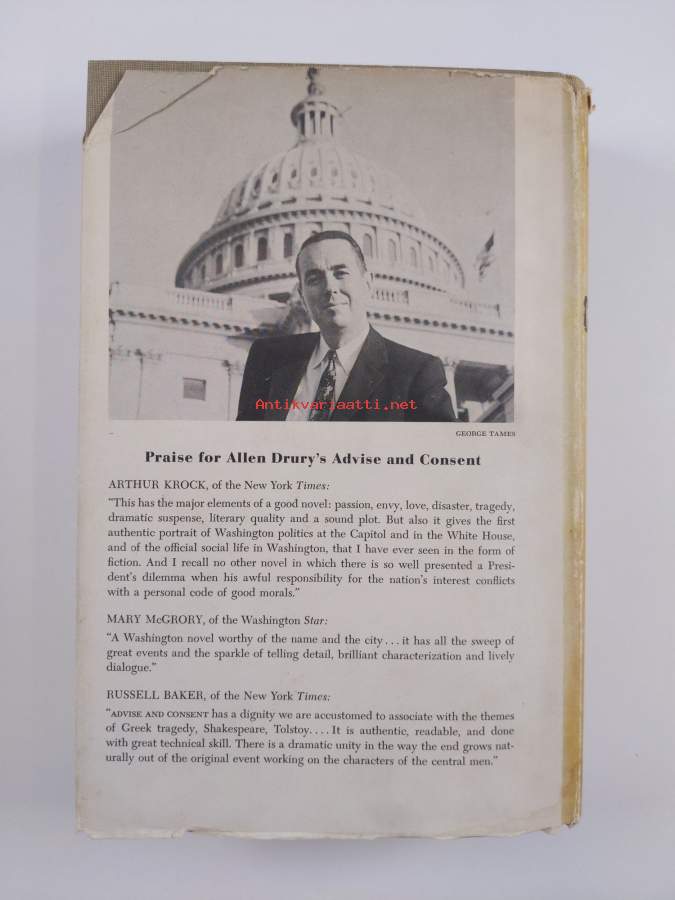 Antikvariaatti.net
GEORGE TAMES
Praise for Allen Drury's Advise and Consent
ARTHUR KROCK, of the New York Times:
"This has the major elements of a good novel: passion, envy, love, disaster, tragedy,
dramatic suspense, literary quality and a sound plot. But also it gives the first
authentic portrait of Washington politics at the Capitol and in the White House,
and of the official social life in Washington, that I have ever seen in the form of
fiction. And I recall no other novel in which there is so well presented a Presi-
dent's dilemma when his awful responsibility for the nation's interest conflicts
with a personal code of good morals."
MARY McGRORY, of the Washington Star:
"A Washington novel worthy of the name and the city . . . it has all the sweep of
great events and the sparkle of telling detail, brilliant characterization and lively
dialogue."
RUSSELL BAKER, of the New York Times:
"ADVISE AND CONSENT has a dignity we are accustomed to associate with the themes
of Greek tragedy, Shakespeare, Tolstoy. . . . It is authentic, readable, and done
with great technical skill. There is a dramatic unity in the way the end grows nat-
urally out of the original event working on the characters of the central men."